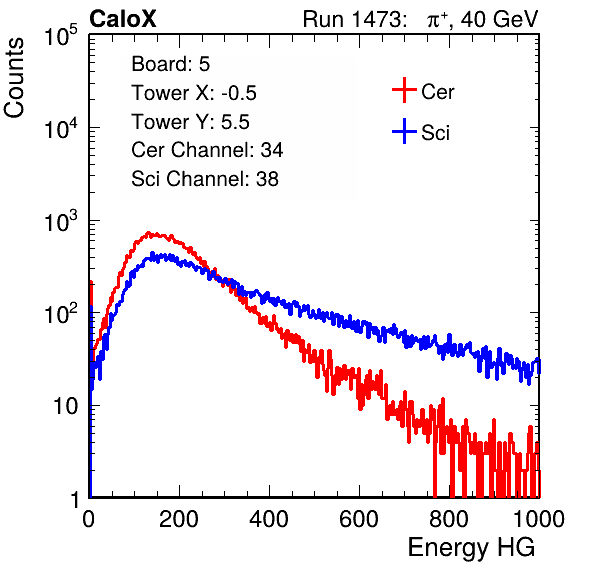 CaloX Run 1473: π⁺, 40 GeV
Counts
Board: 5
Tower X: -0.5
Tower Y: 5.5
Cer Channel: 34
Sci Channel: 38
Cer
Sci
10⁵
10⁴
10³
10²
10
1
0 200 400 600 800 1000
Energy HG